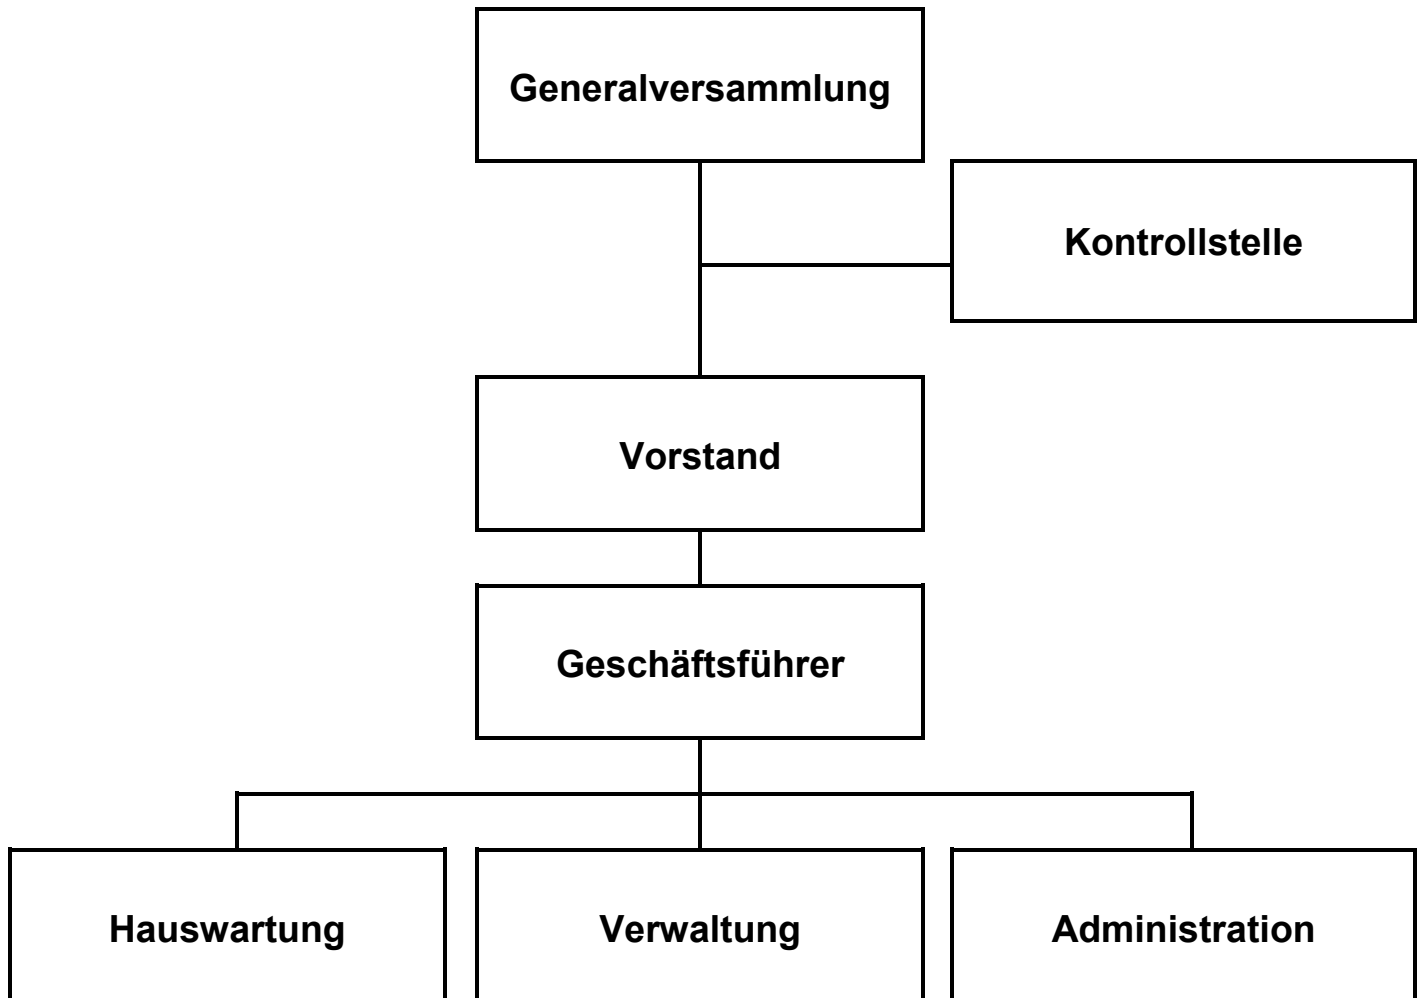 Generalversammlung
Kontrollstelle
Vorstand
Geschäftsführer
Hauswartung
Verwaltung
Administration